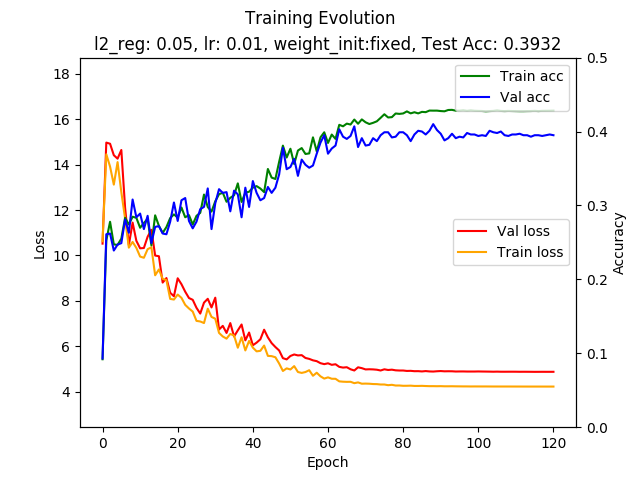 Training Evolution
l2_reg: 0.05, lr: 0.01, weight_init:fixed, Test Acc: 0.3932
18
16
14
12
10
8
6
4
Loss
0
20
40
60
80
100
120
Epoch
0.5
0.4
0.3
0.2
0.1
0.0
Accuracy
Train acc
Val acc
Val loss
Train loss